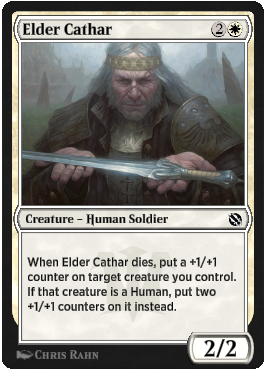 Elder Cathar 2
Creature – Human Soldier
When Elder Cathar dies, put a +1/+1
counter on target creature you control.
If that creature is a Human, put two
+1/+1 counters on it instead.
2/2
Chris Rahn